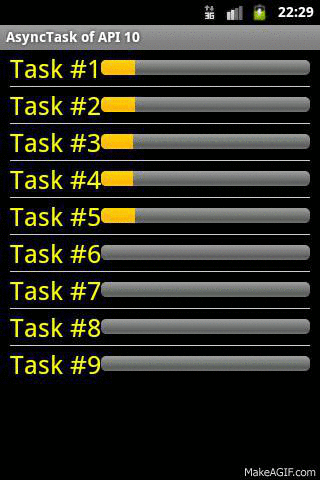 3G 22:29
AsyncTask of API 10
Task #1
Task #2
Task #3
Task #4
Task #5
Task #6
Task #7
Task #8
Task #9
MakeAGIF.com